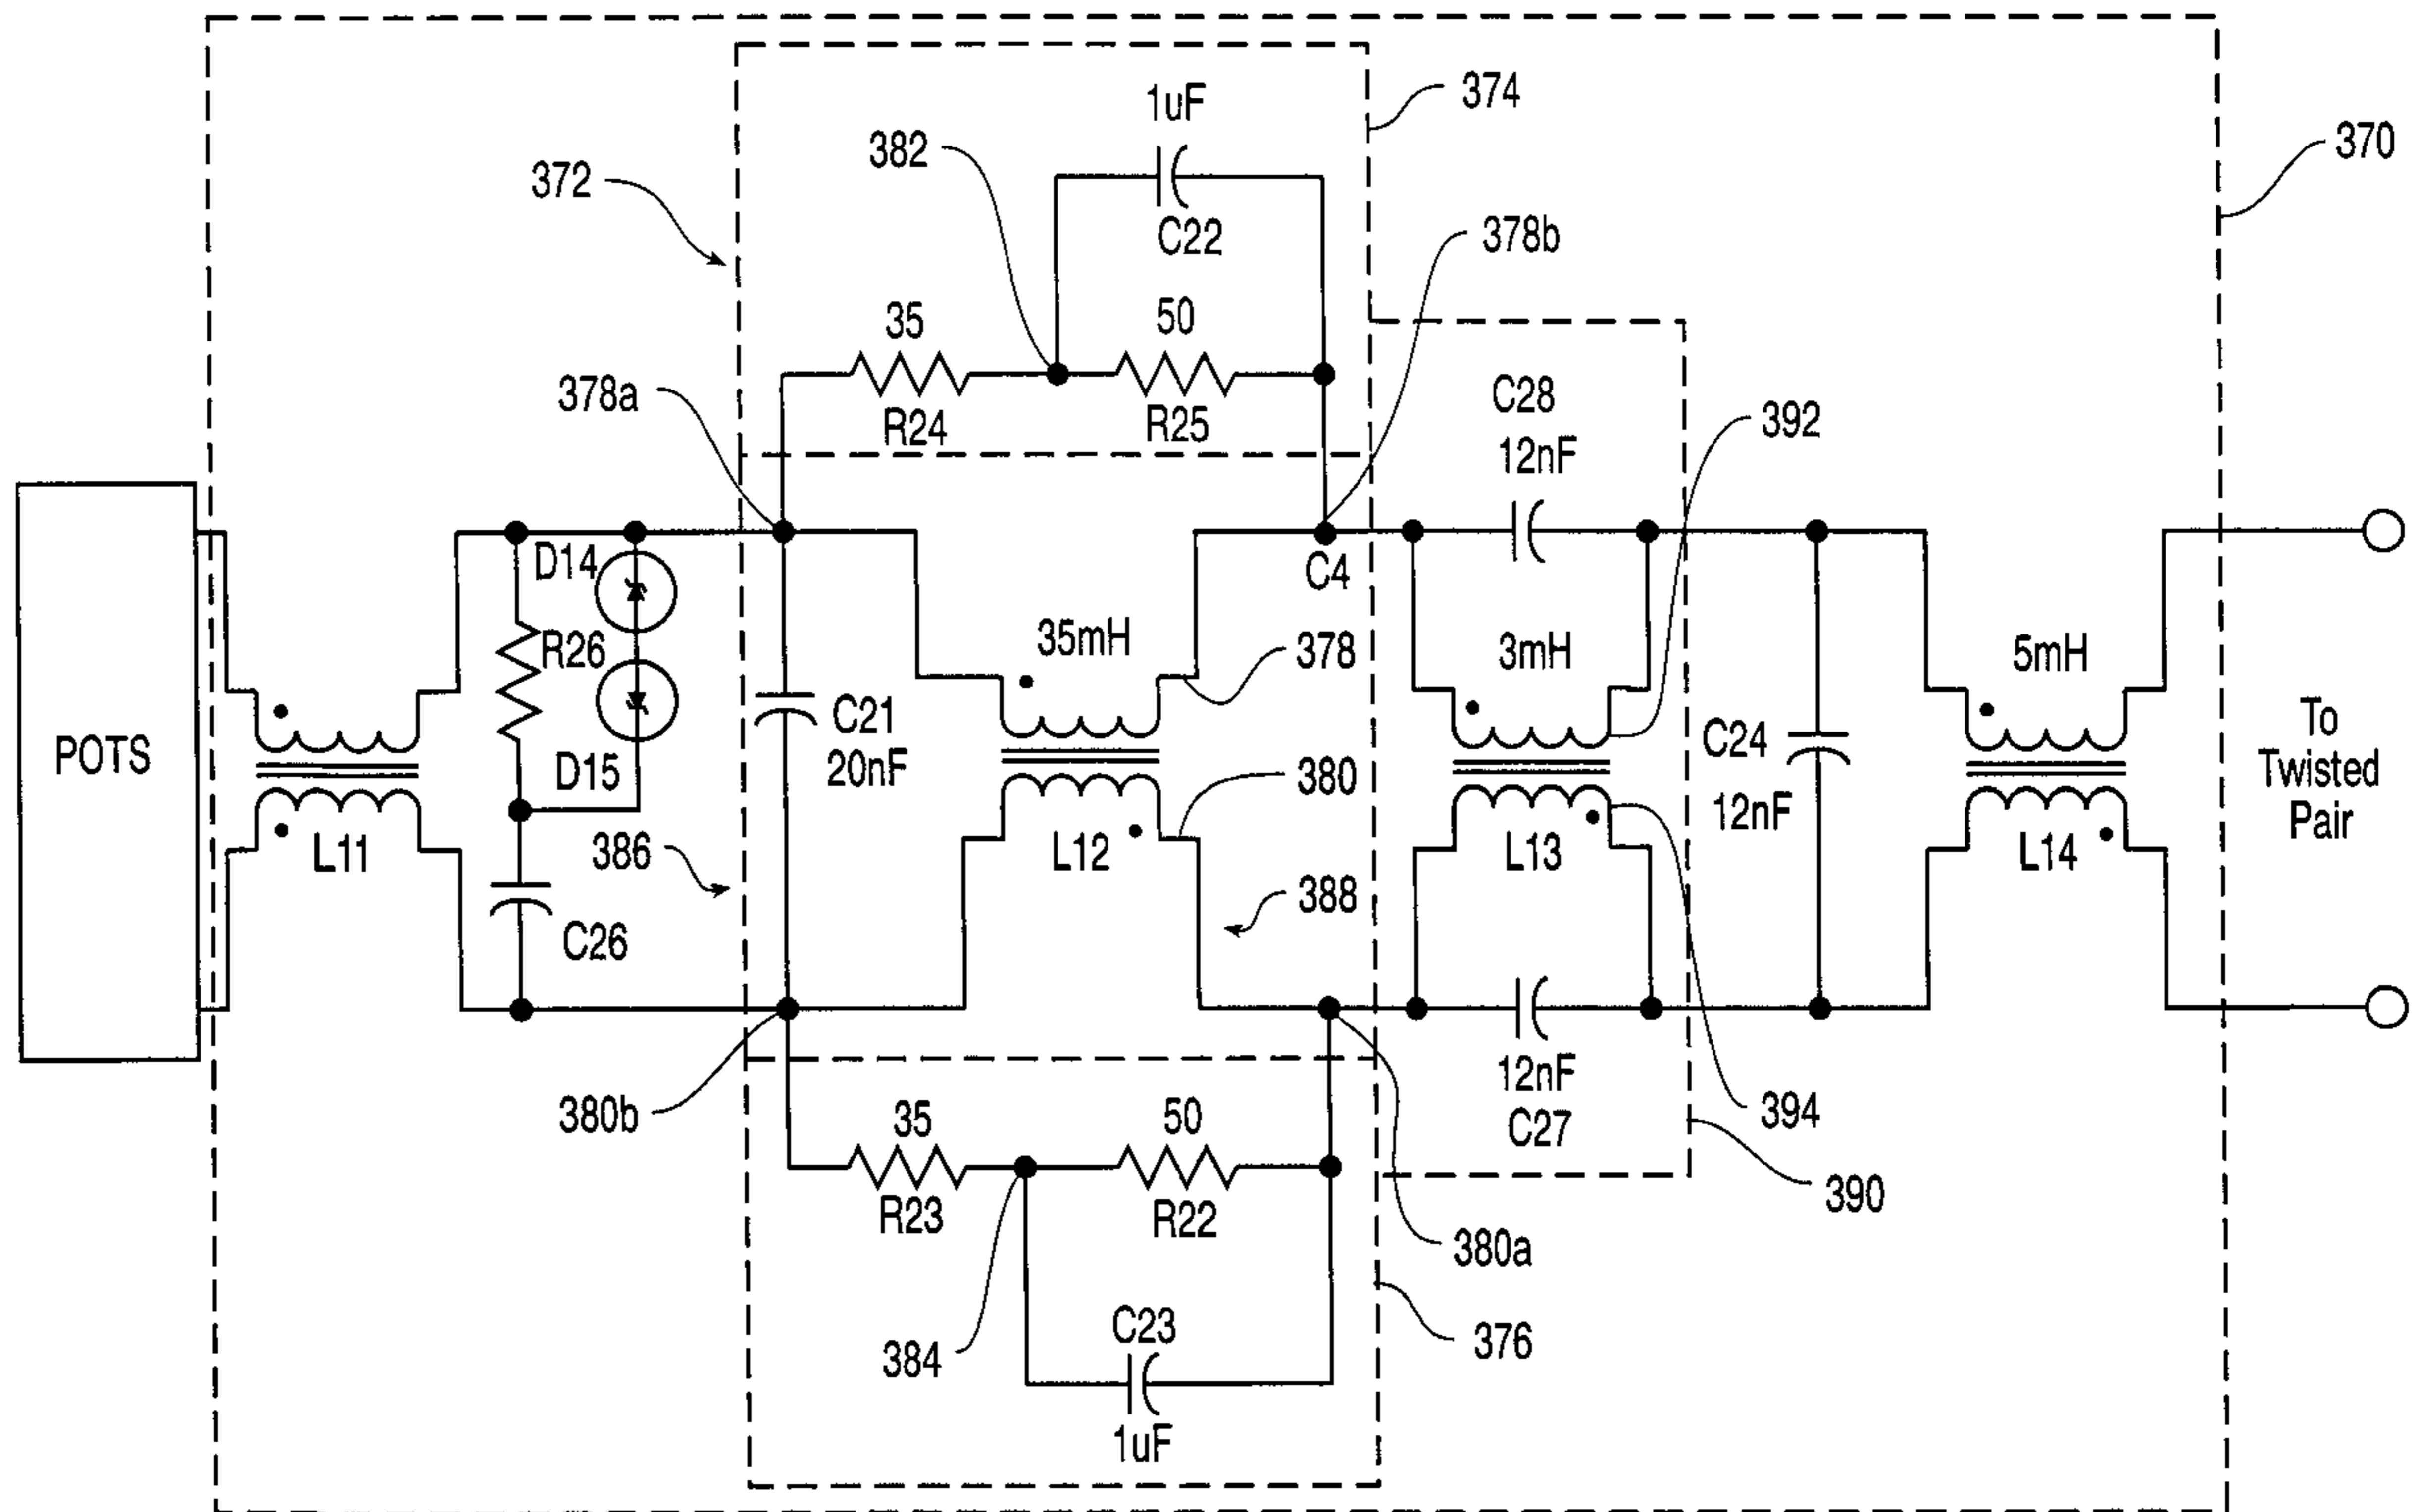 1uF
374
382
370
372
C22
378b
35
50
C28
378a
392
R24
R25
12nF
D14
C4
R26
35mH
378
3mH
5mH
POTS
C21
20nF
C24
12nF
To
Twisted
Pair
D15
380
386
L11
L12
L13
L14
388
C26
12nF
380b
35
50
C27
394
390
R23
R22
380a
C23
376
384
1uF